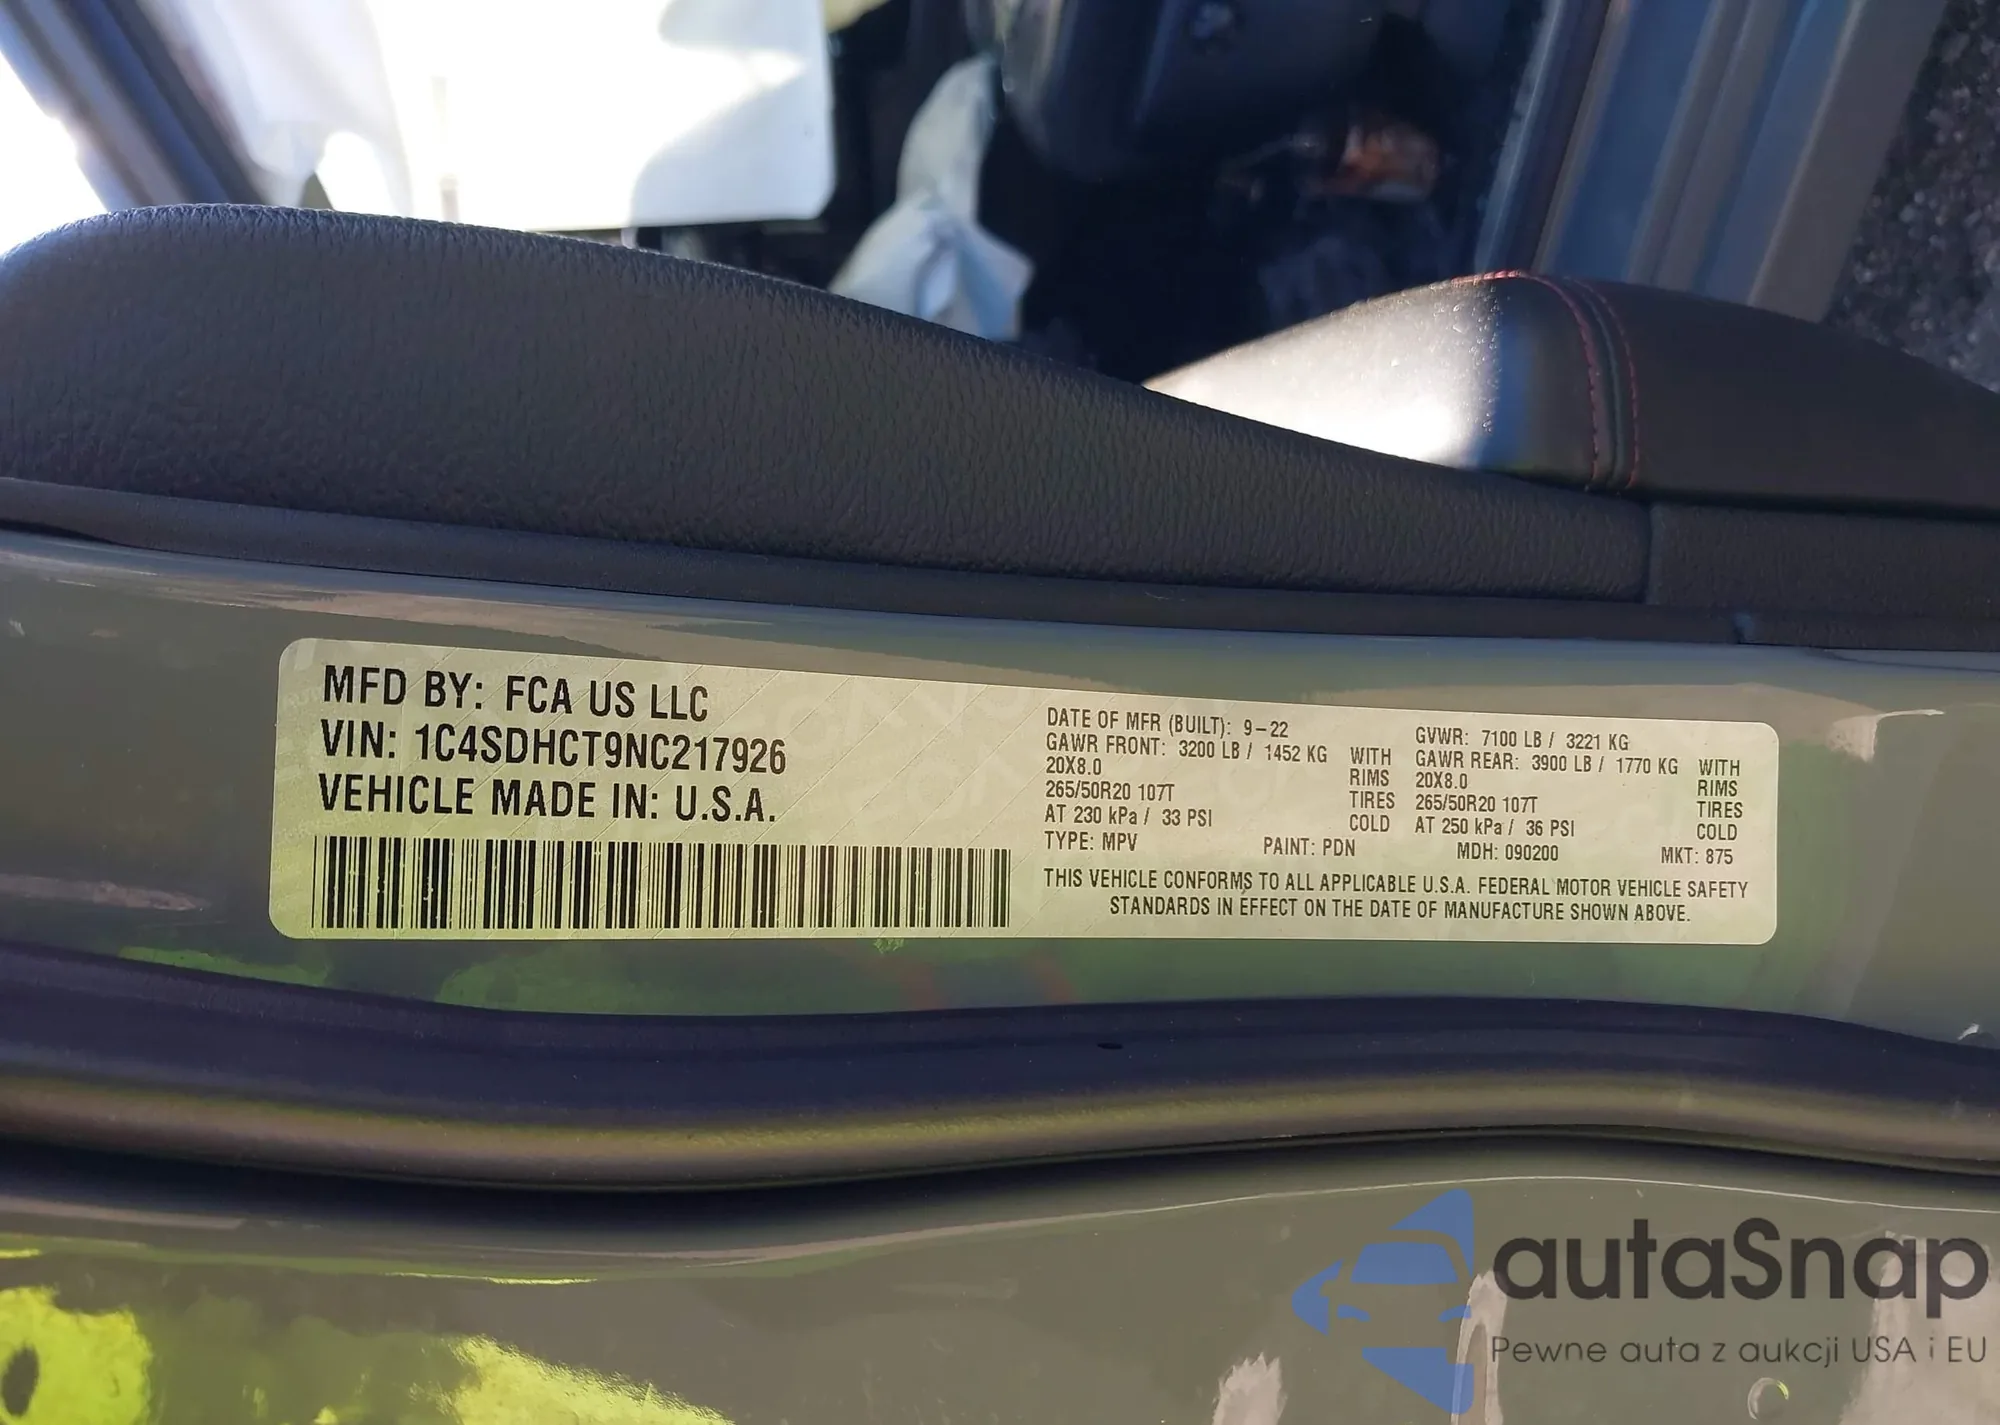 MFD BY: FCA US LLC
VIN: 1C4SDHCT9NC217926
VEHICLE MADE IN: U.S.A.
DATE OF MFR (BUILT): 9-22
GAWR FRONT: 3200 LB / 1452 KG WITH
20X8.0 RIMS
265/50R20 107T TIRES
AT 230 kPa / 33 PSI COLD
GVWR: 7100 LB / 3221 KG
GAWR REAR: 3900 LB / 1770 KG WITH
20X8.0 RIMS
265/50R20 107T TIRES
AT 250 kPa / 36 PSI COLD
TYPE: MPV PAINT: PDN MDH: 090200 MKT: 875
THIS VEHICLE CONFORMS TO ALL APPLICABLE U.S.A. FEDERAL MOTOR VEHICLE SAFETY
STANDARDS IN EFFECT ON THE DATE OF MANUFACTURE SHOWN ABOVE.
autaSnap
Pewne auta z aukcji USA i EU